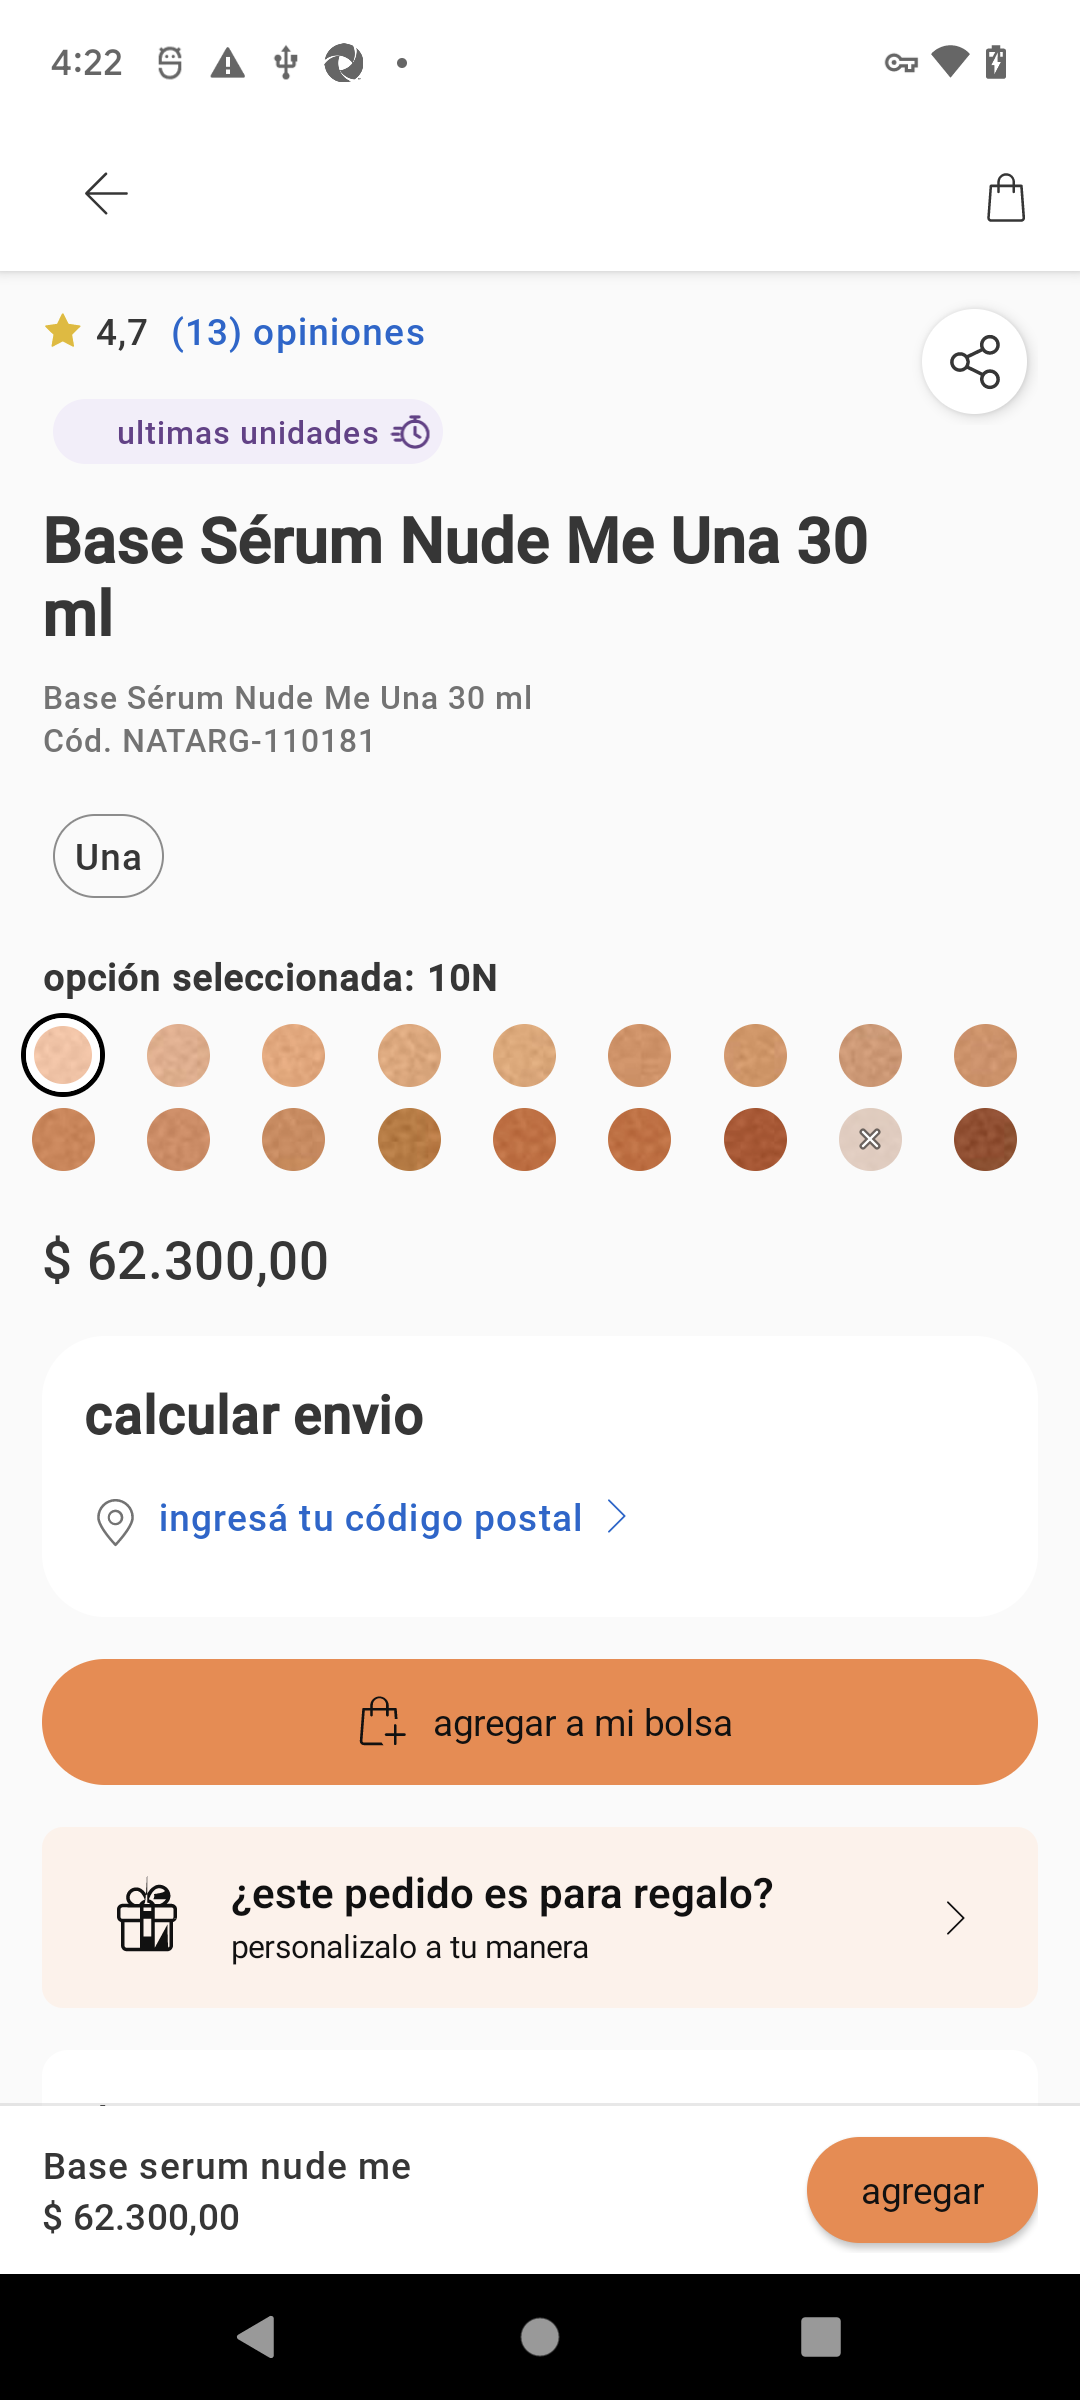 4:22
4,7 (13) opiniones
ultimas unidades
Base Sérum Nude Me Una 30
ml
Base Sérum Nude Me Una 30 ml
Cód. NATARG-110181
Una
opción seleccionada: 10N
$ 62.300,00
calcular envio
ingresá tu código postal
agregar a mi bolsa
¿este pedido es para regalo?
personalizalo a tu manera
Base serum nude me
$ 62.300,00
agregar